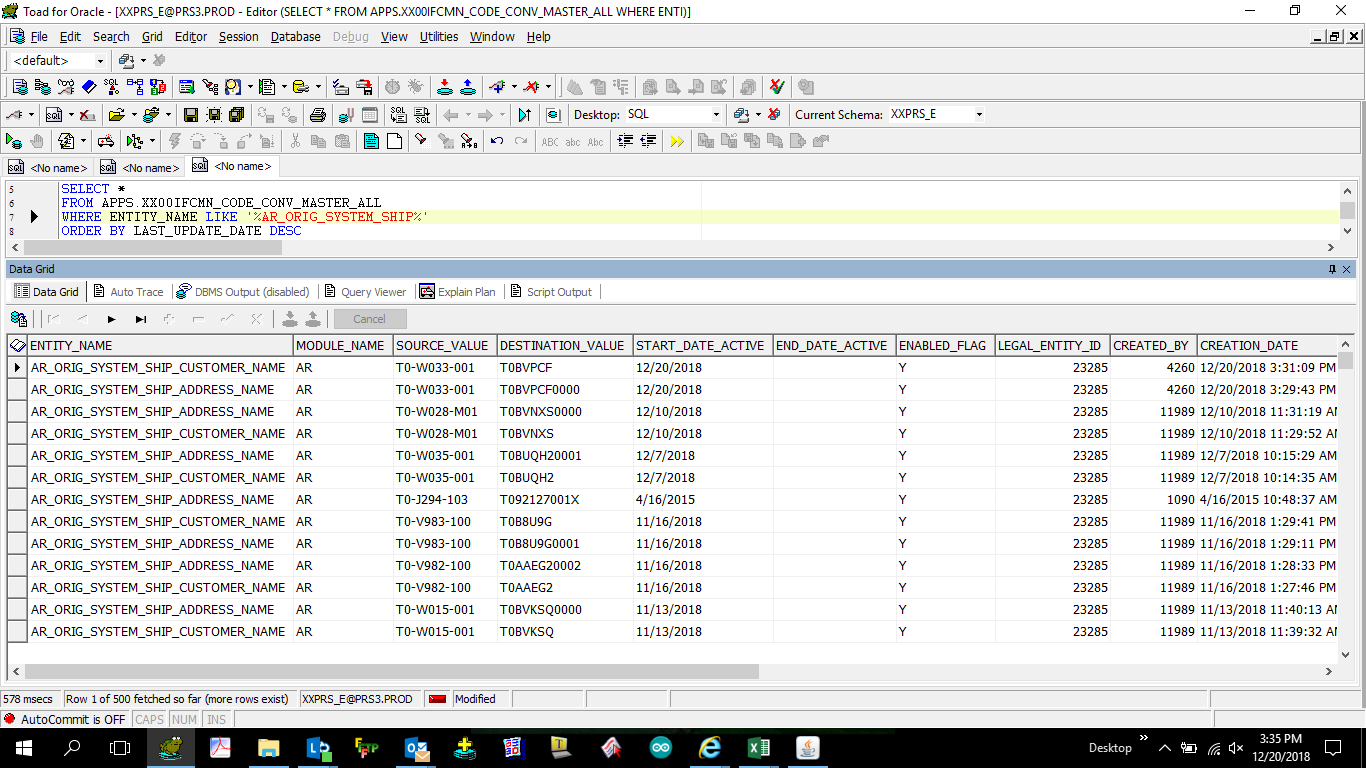 Toad for Oracle - [XXPRS_E@PRS3.PROD - Editor (SELECT * FROM APPS.XX00IFCMN_CODE_CONV_MASTER_ALL WHERE ENTI)]
File Edit Search Grid Editor Session Database Debug View Utilities Window Help
<default>
Desktop: SQL Current Schema: XXPRS_E
<No name> <No name> <No name>
5 SELECT *
6 FROM APPS.XX00IFCMN_CODE_CONV_MASTER_ALL
7 WHERE ENTITY_NAME LIKE '%AR_ORIG_SYSTEM_SHIP%'
8 ORDER BY LAST_UPDATE_DATE DESC
Data Grid
Data Grid Auto Trace DBMS Output (disabled) Query Viewer Explain Plan Script Output
Cancel
ENTITY_NAME MODULE_NAME SOURCE_VALUE DESTINATION_VALUE START_DATE_ACTIVE END_DATE_ACTIVE ENABLED_FLAG LEGAL_ENTITY_ID CREATED_BY CREATION_DATE
AR_ORIG_SYSTEM_SHIP_CUSTOMER_NAME AR T0-W033-001 T0BVPCF 12/20/2018 Y 23285 4260 12/20/2018 3:31:09 PM
AR_ORIG_SYSTEM_SHIP_ADDRESS_NAME AR T0-W033-001 T0BVPCF0000 12/20/2018 Y 23285 4260 12/20/2018 3:29:43 PM
AR_ORIG_SYSTEM_SHIP_ADDRESS_NAME AR T0-W028-M01 T0BVNXS0000 12/10/2018 Y 23285 11989 12/10/2018 11:31:19 AM
AR_ORIG_SYSTEM_SHIP_CUSTOMER_NAME AR T0-W028-M01 T0BVNXS 12/10/2018 Y 23285 11989 12/10/2018 11:29:52 AM
AR_ORIG_SYSTEM_SHIP_ADDRESS_NAME AR T0-W035-001 T0BUQH20001 12/7/2018 Y 23285 11989 12/7/2018 10:15:29 AM
AR_ORIG_SYSTEM_SHIP_CUSTOMER_NAME AR T0-W035-001 T0BUQH2 12/7/2018 Y 23285 11989 12/7/2018 10:14:35 AM
AR_ORIG_SYSTEM_SHIP_ADDRESS_NAME AR T0-J294-103 T092127001X 4/16/2015 Y 23285 1090 4/16/2015 10:48:37 AM
AR_ORIG_SYSTEM_SHIP_CUSTOMER_NAME AR T0-V983-100 T0B8U9G 11/16/2018 Y 23285 11989 11/16/2018 1:29:41 PM
AR_ORIG_SYSTEM_SHIP_ADDRESS_NAME AR T0-V983-100 T0B8U9G0001 11/16/2018 Y 23285 11989 11/16/2018 1:29:11 PM
AR_ORIG_SYSTEM_SHIP_ADDRESS_NAME AR T0-V982-100 T0AAEG20002 11/16/2018 Y 23285 11989 11/16/2018 1:28:33 PM
AR_ORIG_SYSTEM_SHIP_CUSTOMER_NAME AR T0-V982-100 T0AAEG2 11/16/2018 Y 23285 11989 11/16/2018 1:27:46 PM
AR_ORIG_SYSTEM_SHIP_ADDRESS_NAME AR T0-W015-001 T0BVKSQ0000 11/13/2018 Y 23285 11989 11/13/2018 11:40:13 AM
AR_ORIG_SYSTEM_SHIP_CUSTOMER_NAME AR T0-W015-001 T0BVKSQ 11/13/2018 Y 23285 11989 11/13/2018 11:39:32 AM
578 msecs Row 1 of 500 fetched so far (more rows exist) XXPRS_E@PRS3.PROD Modified
AutoCommit is OFF CAPS NUM INS
Desktop 3:35 PM
12/20/2018